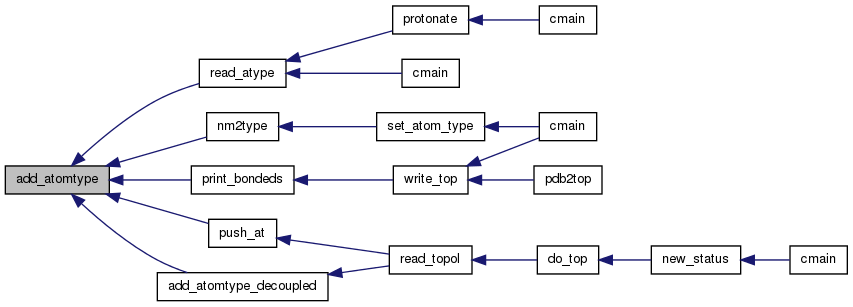 protonate
cmain
read_atype
cmain
nm2type
set_atom_type
cmain
add_atomtype
print_bondeds
write_top
pdb2top
push_at
read_topol
do_top
new_status
cmain
add_atomtype_decoupled